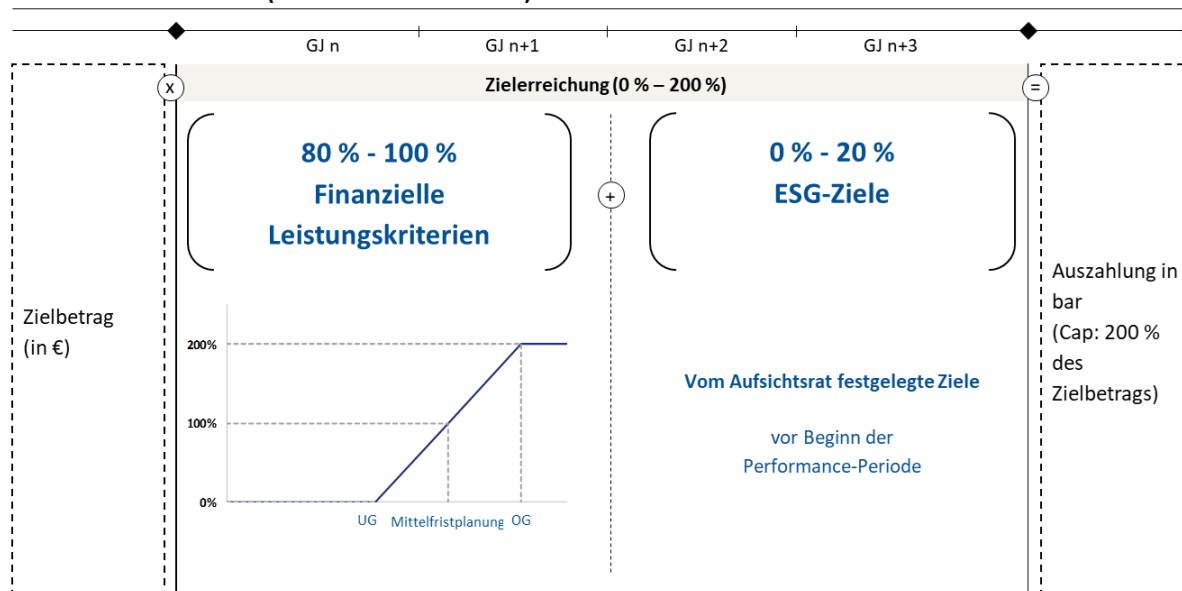 GJ n
GJ n+1
GJ n+2
GJ n+3
x
Zielerreichung (0 % – 200 %)
=
80 % - 100 %
Finanzielle
Leistungskriterien
+
0 % - 20 %
ESG-Ziele
Zielbetrag
(in €)
200%
100%
0%
UG
Mittelfristplanung
OG
Vom Aufsichtsrat festgelegte Ziele
vor Beginn der
Performance-Periode
Auszahlung in
bar
(Cap: 200 %
des
Zielbetrags)